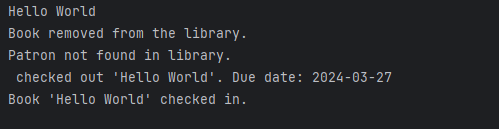 Hello World
Book removed from the library.
Patron not found in library.
 checked out 'Hello World'. Due date: 2024-03-27
Book 'Hello World' checked in.